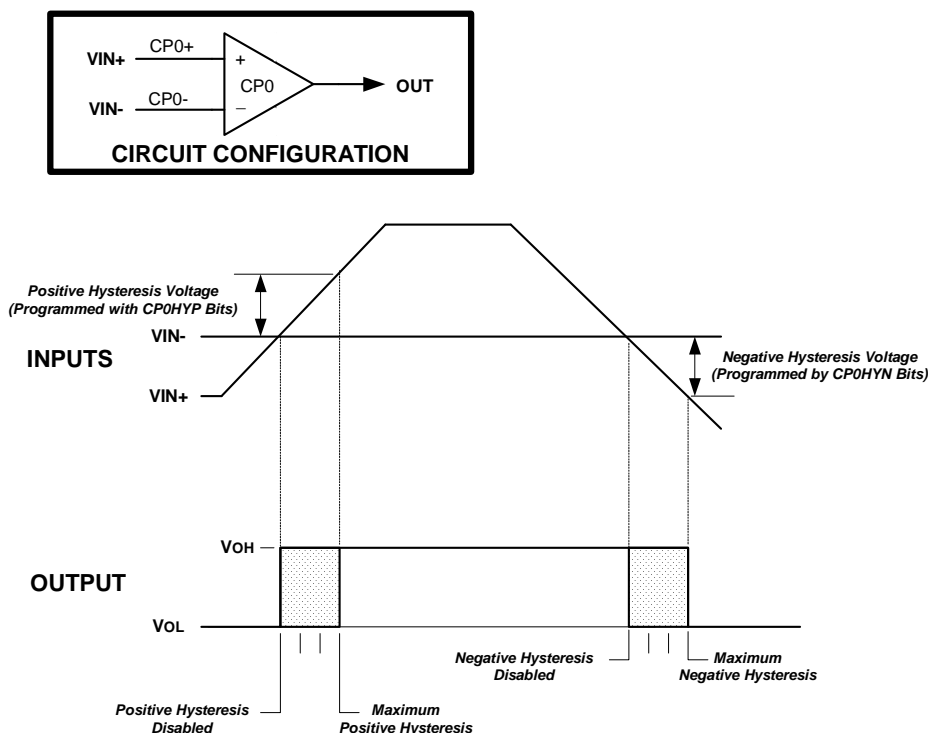 VIN+
CP0+
+
CP0
OUT
VIN-
CP0-
−
CIRCUIT CONFIGURATION
Positive Hysteresis Voltage
(Programmed with CP0HYP Bits)
VIN-
INPUTS
VIN+
Negative Hysteresis Voltage
(Programmed by CP0HYN Bits)
VOH
OUTPUT
VOL
Positive Hysteresis
Disabled
Maximum
Positive Hysteresis
Negative Hysteresis
Disabled
Maximum
Negative Hysteresis